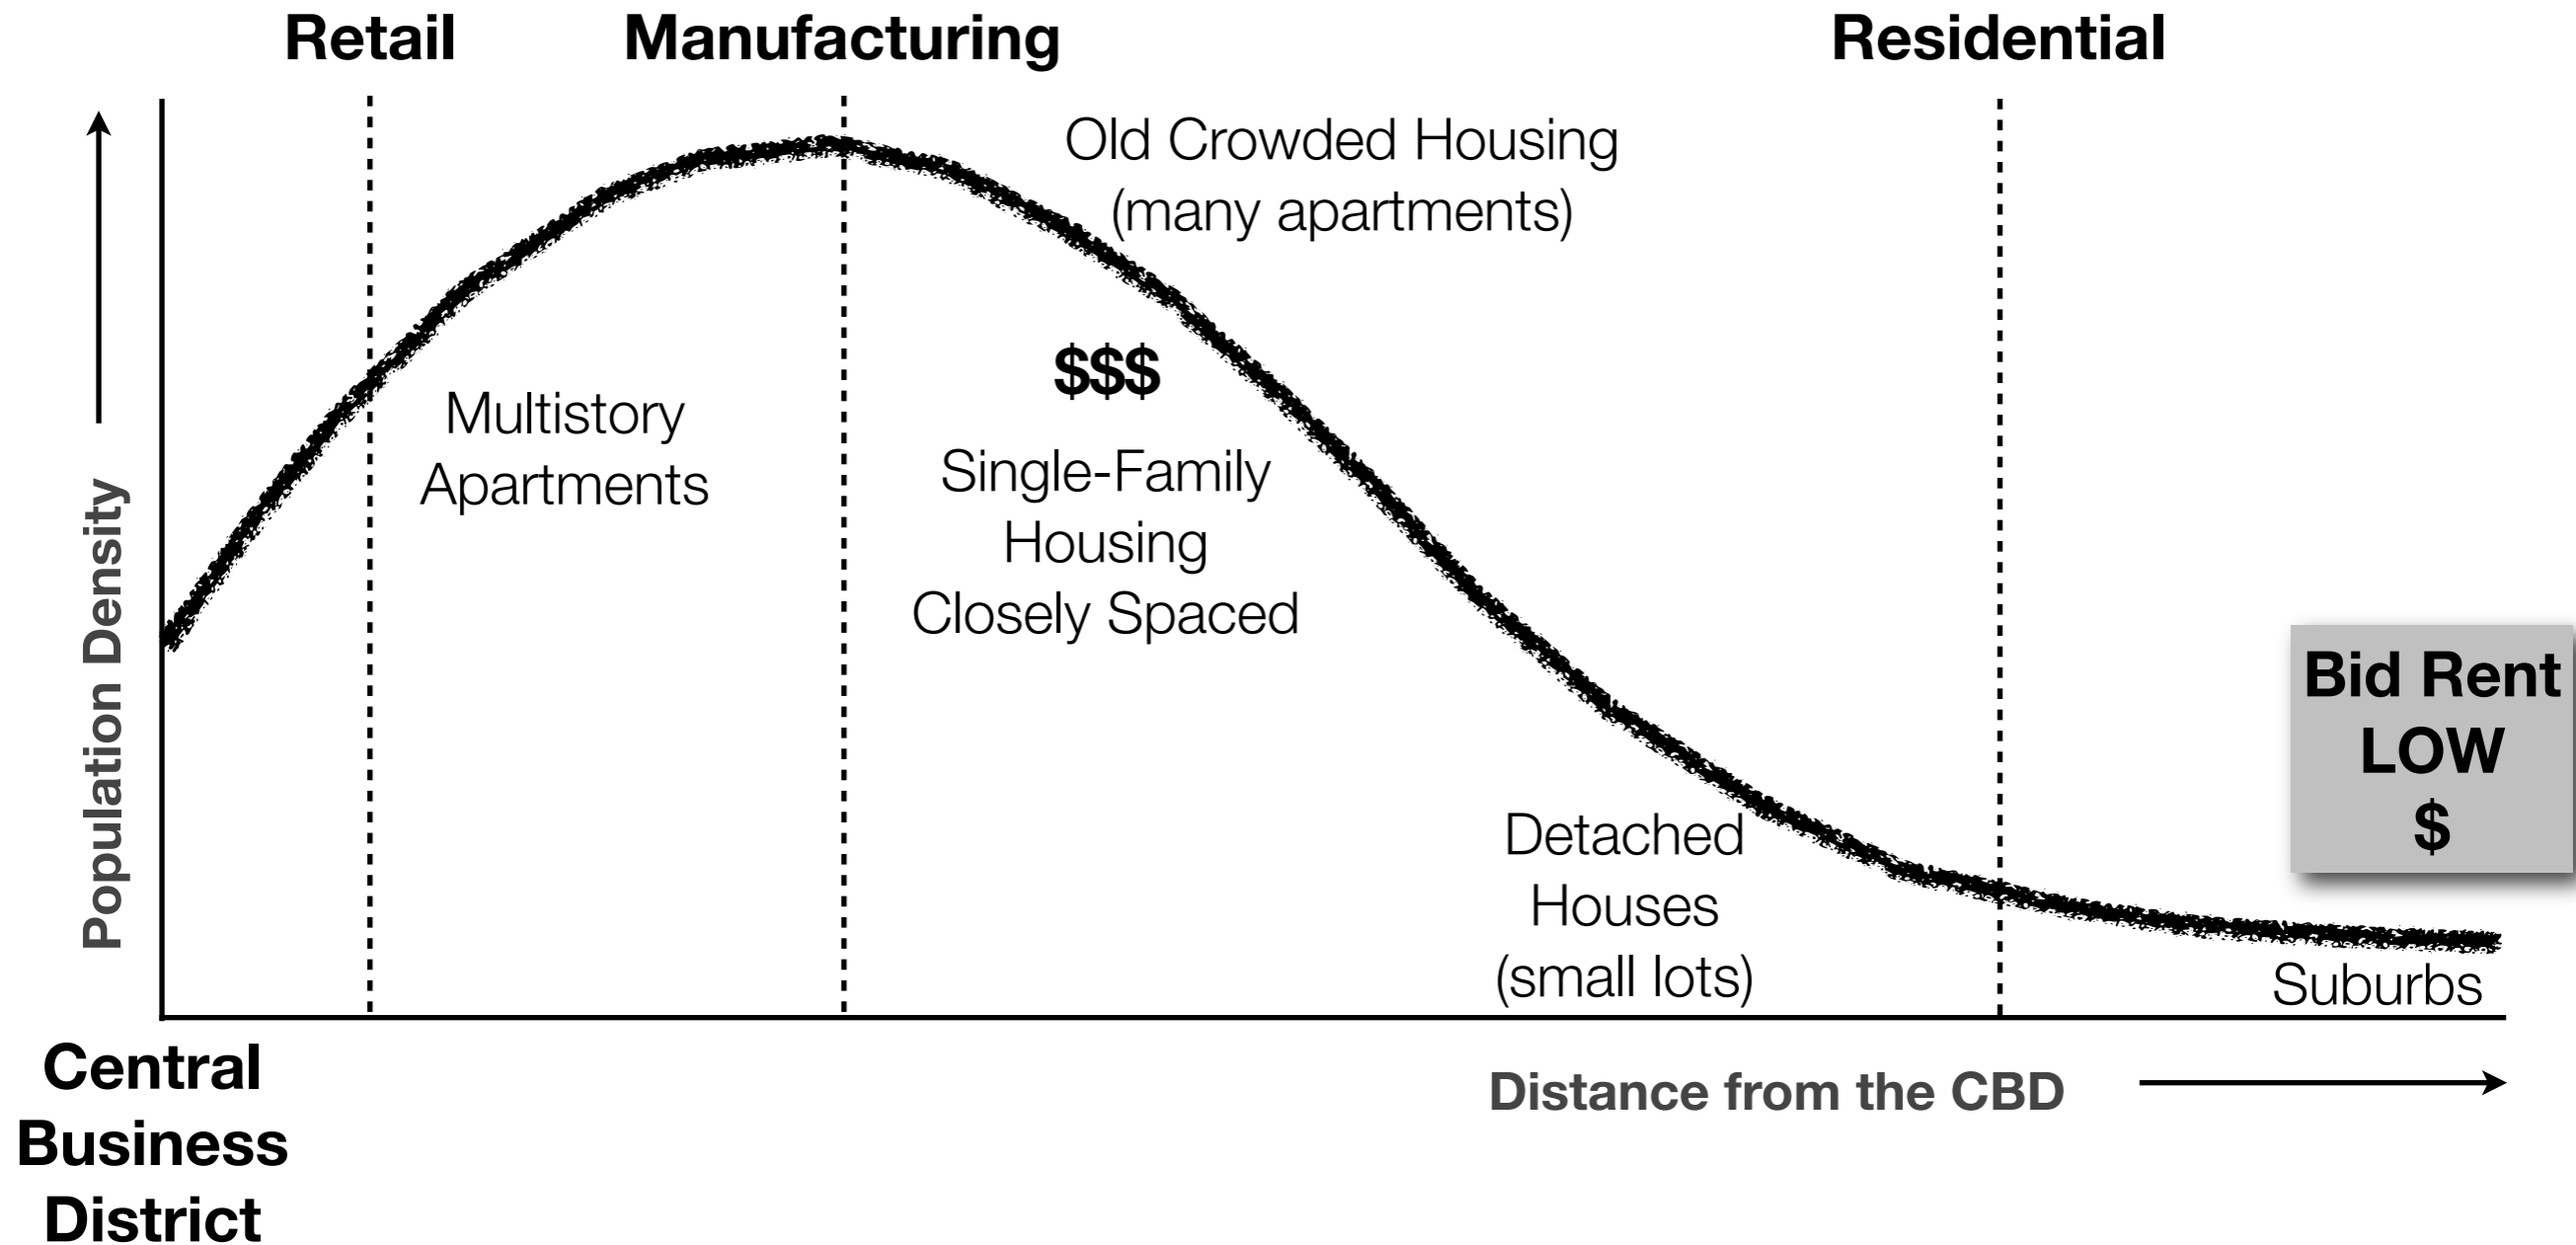 Retail
Manufacturing
Residential
Old Crowded Housing
(many apartments)
$$$
Multistory
Apartments
Single-Family
Housing
Closely Spaced
Population Density
Bid Rent
LOW
$
Detached
Houses
(small lots)
Suburbs
Central
Business
District
Distance from the CBD